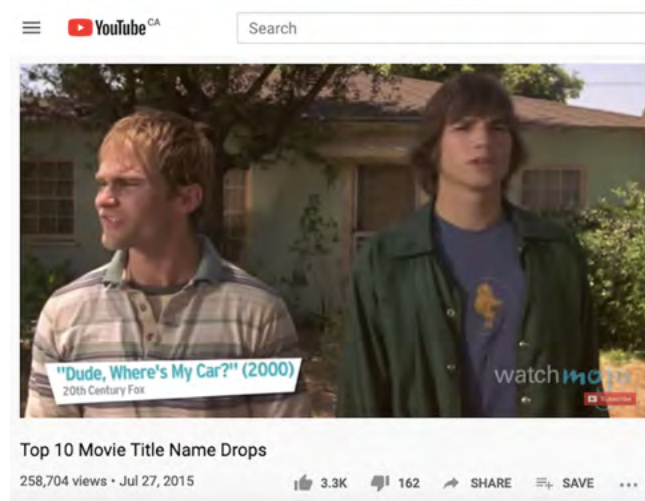 YouTube CA
Search
"Dude, Where's My Car?" (2000)
20th Century Fox
watchmojo
Subscribe
Top 10 Movie Title Name Drops
258,704 views • Jul 27, 2015 3.3K 162 SHARE SAVE